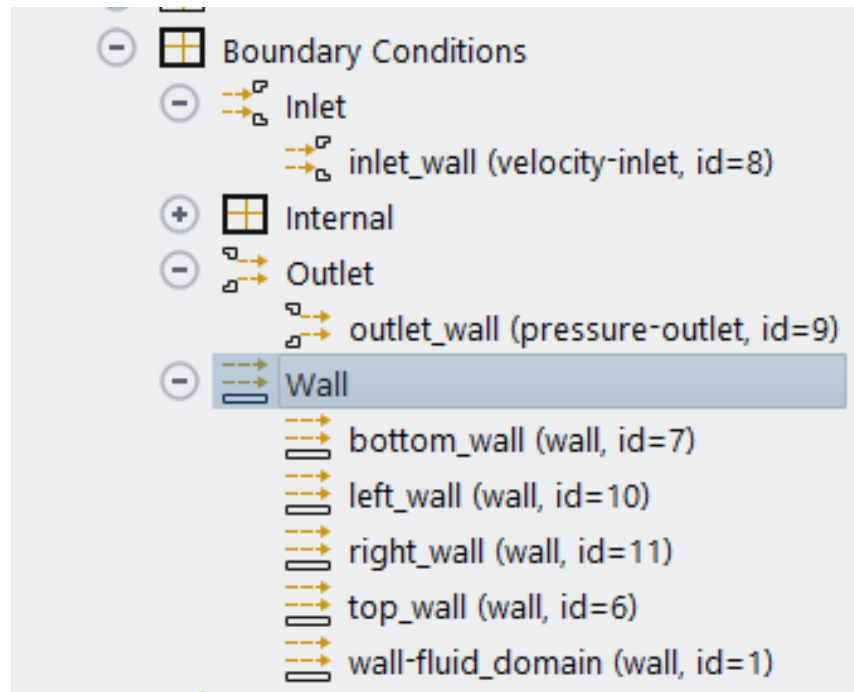 Boundary Conditions
Inlet
inlet_wall (velocity-inlet, id=8)
Internal
Outlet
outlet_wall (pressure-outlet, id=9)
Wall
bottom_wall (wall, id=7)
left_wall (wall, id=10)
right_wall (wall, id=11)
top_wall (wall, id=6)
wall-fluid_domain (wall, id=1)